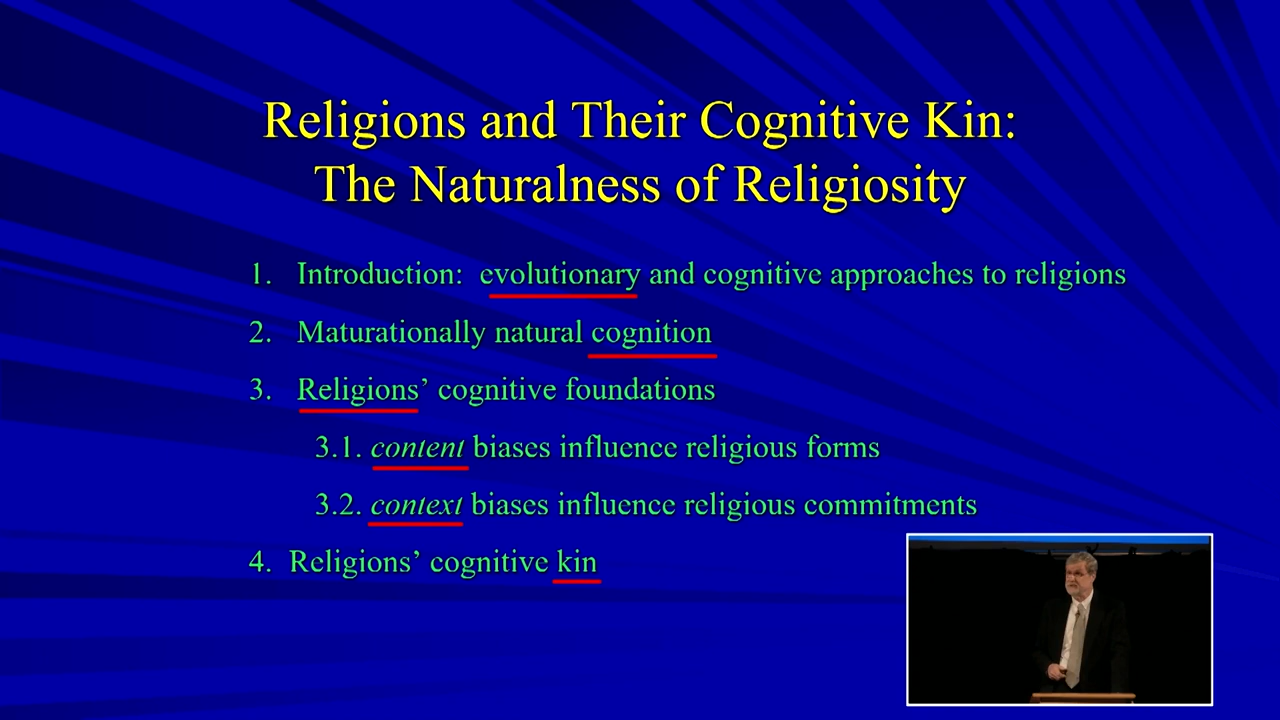 Religions and Their Cognitive Kin:
The Naturalness of Religiosity
1. Introduction: evolutionary and cognitive approaches to religions
2. Maturationally natural cognition
3. Religions’ cognitive foundations
3.1. content biases influence religious forms
3.2. context biases influence religious commitments
4. Religions’ cognitive kin